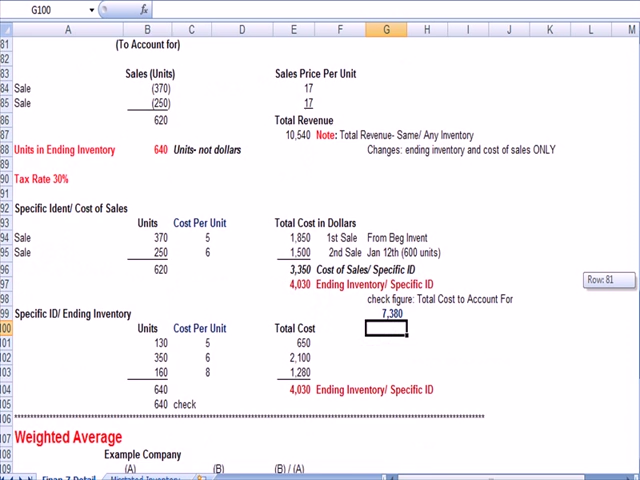 G100 fx
A B C D E F G H I J K L M
81 (To Account for)
82
83 Sales (Units) Sales Price Per Unit
84 Sale (370) 17
85 Sale (250) 17
86 620 Total Revenue
87 10,540 Note: Total Revenue- Same/ Any Inventory
88 Units in Ending Inventory 640 Units- not dollars Changes: ending inventory and cost of sales ONLY
89
90 Tax Rate 30%
91
92 Specific Ident/ Cost of Sales
93 Units Cost Per Unit Total Cost in Dollars
94 Sale 370 5 1,850 1st Sale From Beg Invent
95 Sale 250 6 1,500 2nd Sale Jan 12th (600 units)
96 620 3,350 Cost of Sales/ Specific ID
97 4,030 Ending Inventory/ Specific ID
Row: 81
98 check figure: Total Cost to Account For
99 Specific ID/ Ending Inventory 7,380
100 Units Cost Per Unit Total Cost
101 130 5 650
102 350 6 2,100
103 160 8 1,280
104 640 4,030 Ending Inventory/ Specific ID
105 640 check
106
107 Weighted Average
108 Example Company
109 (A) (B) (B) / (A)
Finan 7 Detail Misstated Inventory